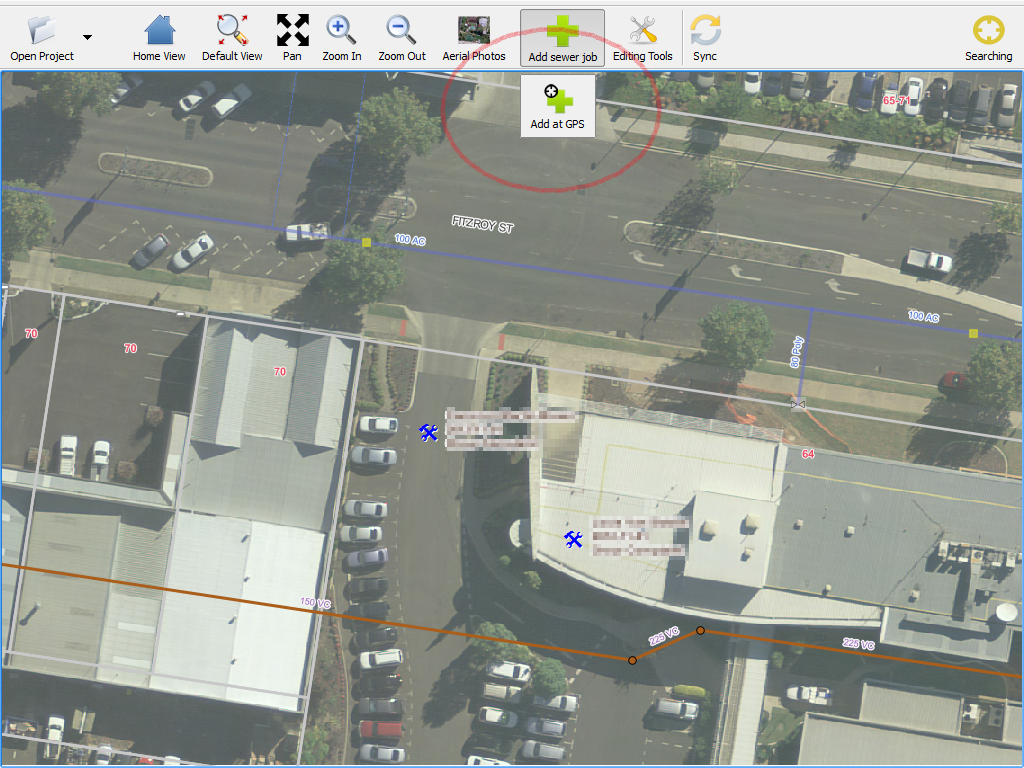 Open Project
Home View
Default View
Pan
Zoom In
Zoom Out
Aerial Photos
Add sewer job
Editing Tools
Sync
Searching
Add at GPS
65-71
FITZROY ST
100 AC
100 AC
80 Poly
70
70
70
64
150 VC
225 VC
225 VC